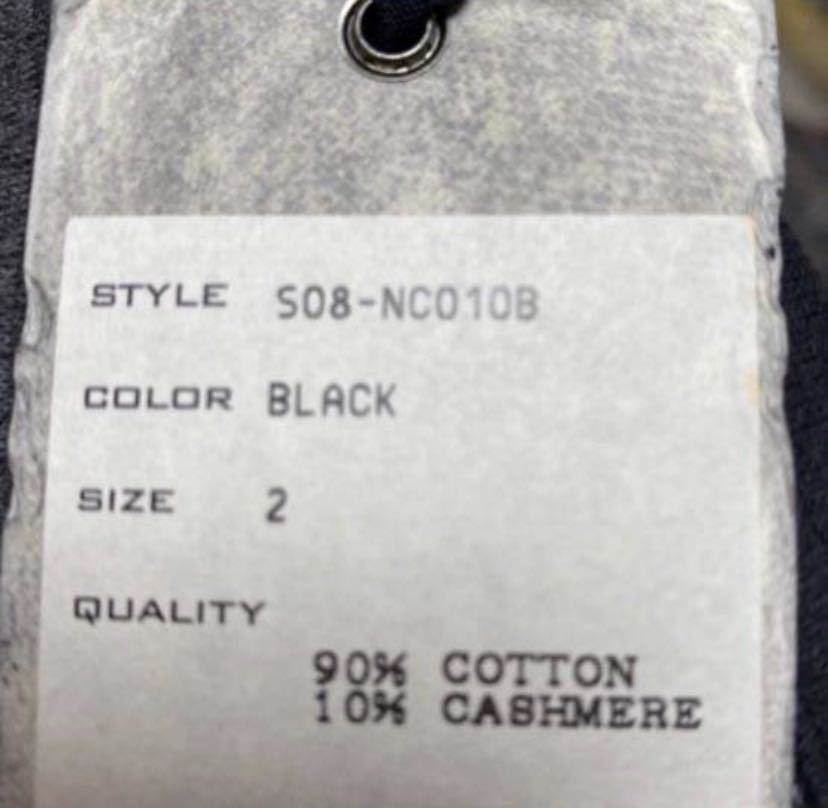 STYLE S08-NC010B
COLOR BLACK
SIZE 2
QUALITY
90% COTTON
10% CASHMERE